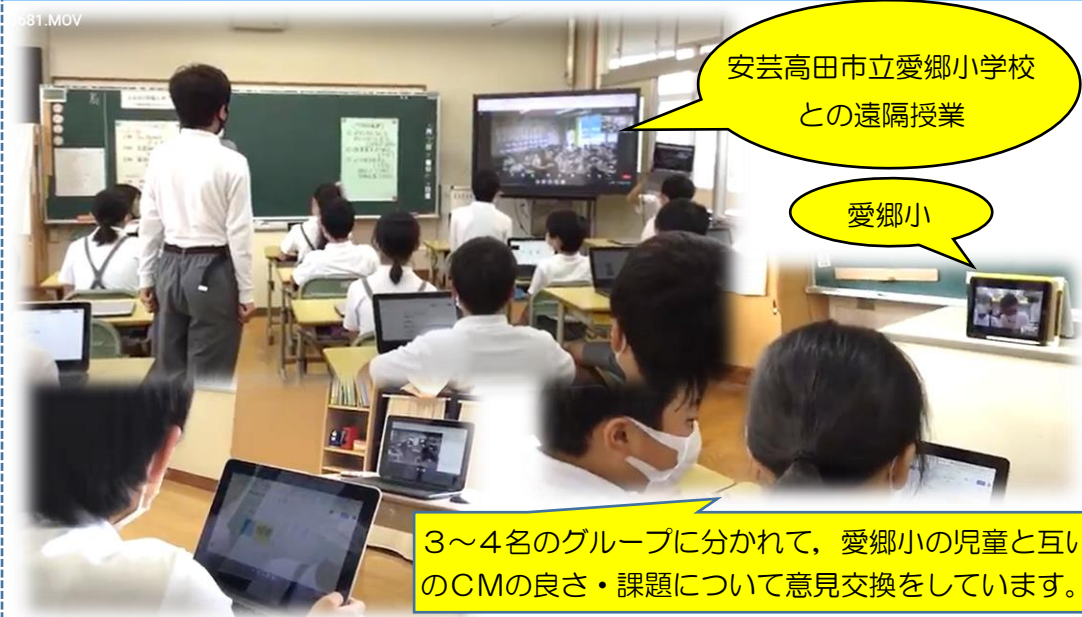 681.MOV
安芸高田市立愛郷小学校
との遠隔授業
愛郷小
３～４名のグループに分かれて，愛郷小の児童と互い
のＣＭの良さ・課題について意見交換をしています。